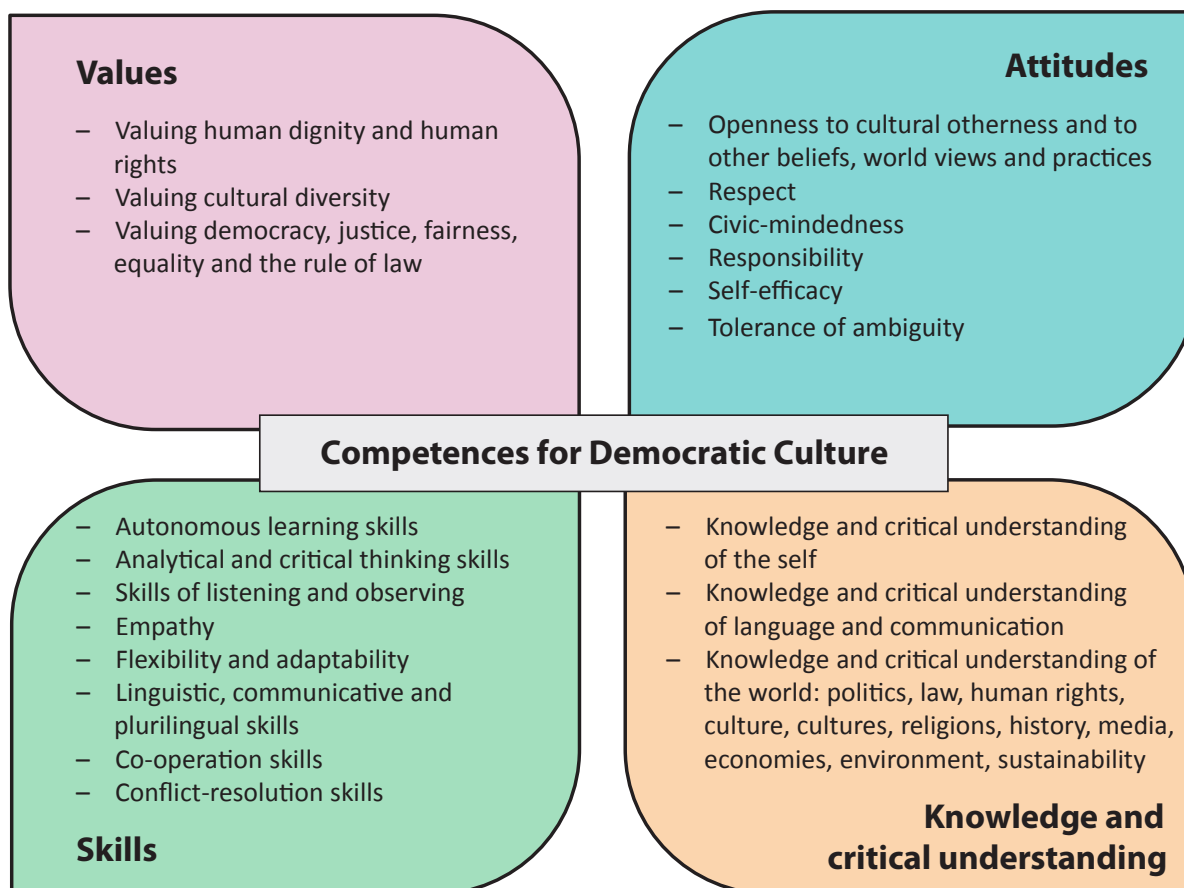 Values
– Valuing human dignity and human
rights
– Valuing cultural diversity
– Valuing democracy, justice, fairness,
equality and the rule of law
Attitudes
– Openness to cultural otherness and to
other beliefs, world views and practices
– Respect
– Civic-mindedness
– Responsibility
– Self-efficacy
– Tolerance of ambiguity
Competences for Democratic Culture
– Autonomous learning skills
– Analytical and critical thinking skills
– Skills of listening and observing
– Empathy
– Flexibility and adaptability
– Linguistic, communicative and
plurilingual skills
– Co-operation skills
– Conflict-resolution skills
Skills
– Knowledge and critical understanding
of the self
– Knowledge and critical understanding
of language and communication
– Knowledge and critical understanding of
the world: politics, law, human rights,
culture, cultures, religions, history, media,
economies, environment, sustainability
Knowledge and
critical understanding